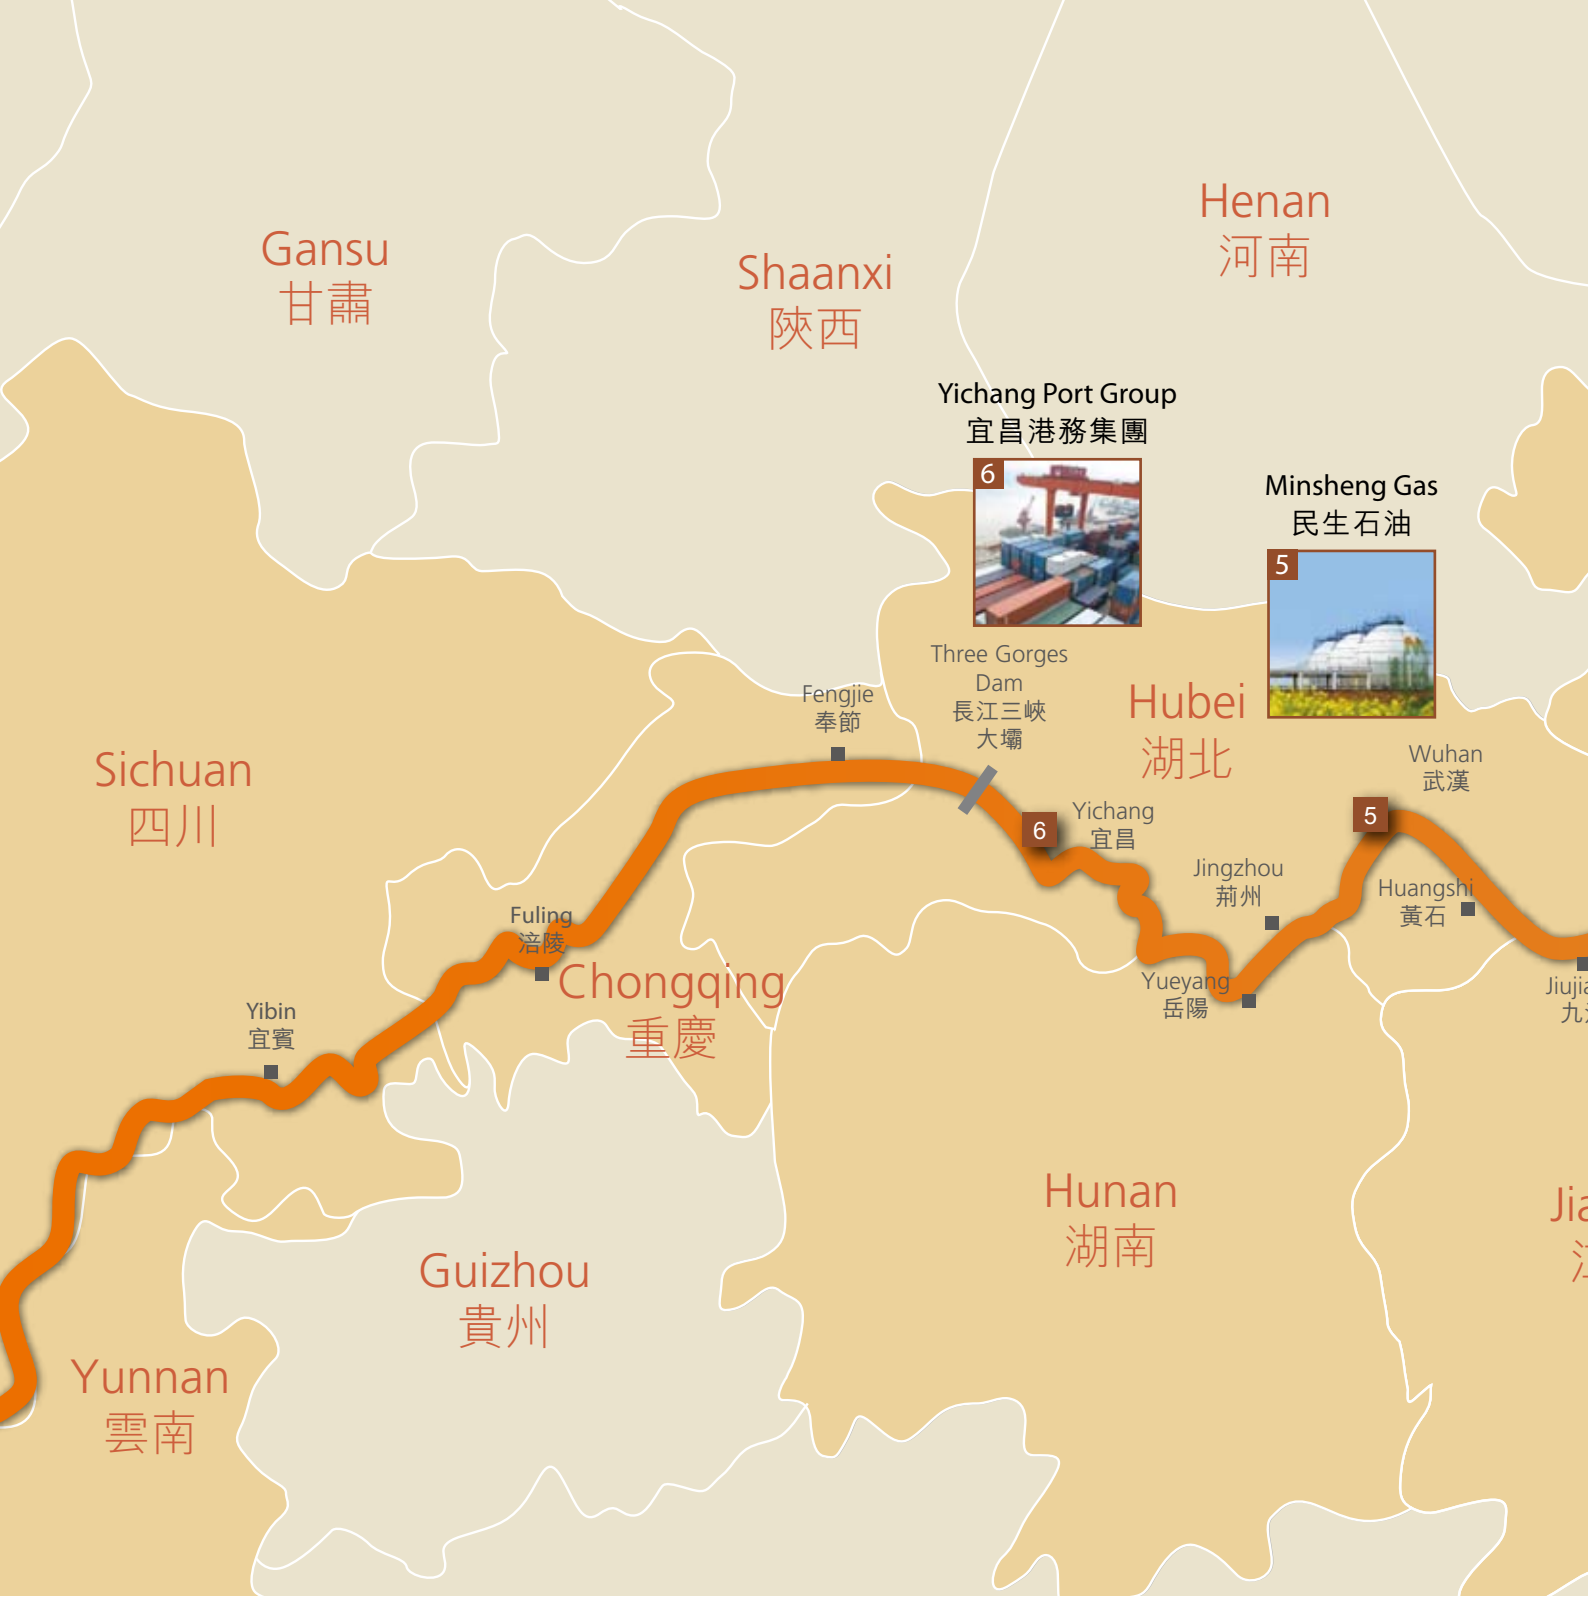 Henan
河南
Gansu
甘肅
Shaanxi
陝西
Yichang Port Group
宜昌港務集團
6
Minsheng Gas
民生石油
5
Three Gorges
Dam
長江三峽
大壩
Fengjie
奉節
Hubei
湖北
Wuhan
武漢
Sichuan
四川
6
Yichang
宜昌
5
Jingzhou
荊州
Huangshi
黃石
Fuling
涪陵
Chongqing
重慶
Yueyang
岳陽
Jiujia
九
Yibin
宜賓
Hunan
湖南
Jia
Guizhou
貴州
Yunnan
雲南